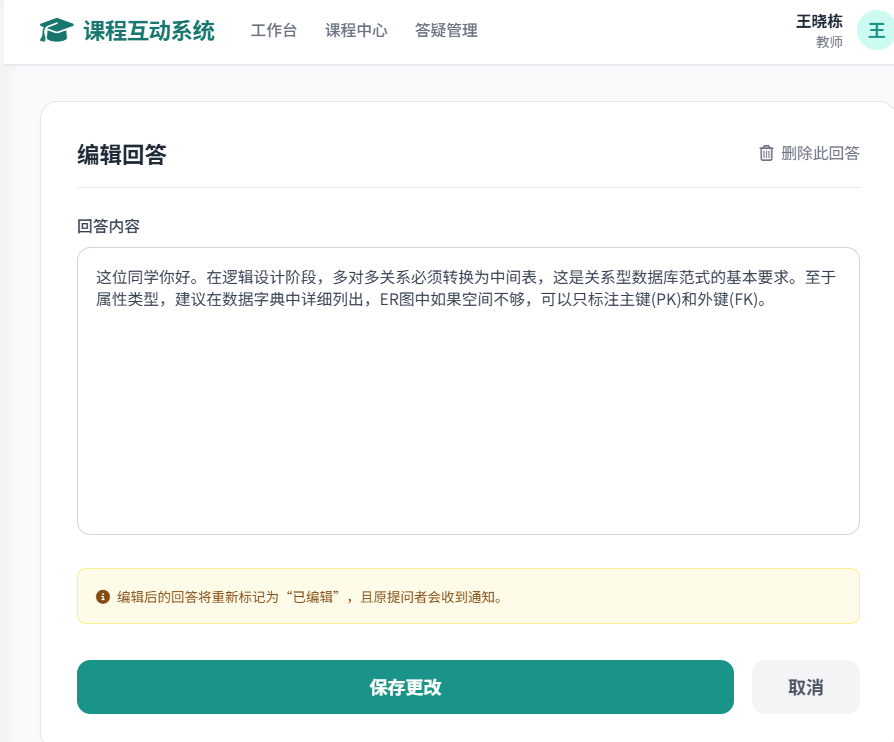 课程互动系统
工作台
课程中心
答疑管理
王晓栋
教师
王
编辑回答
删除此回答
回答内容
这位同学你好。在逻辑设计阶段，多对多关系必须转换为中间表，这是关系型数据库范式的基本要求。至于
属性类型，建议在数据字典中详细列出，ER图中如果空间不够，可以只标注主键(PK)和外键(FK)。
编辑后的回答将重新标记为“已编辑”，且原提问者会收到通知。
保存更改
取消